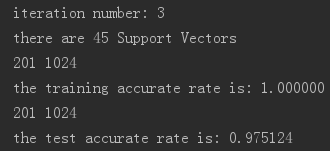 iteration number: 3
there are 45 Support Vectors
201 1024
the training accurate rate is: 1.000000
201 1024
the test accurate rate is: 0.975124